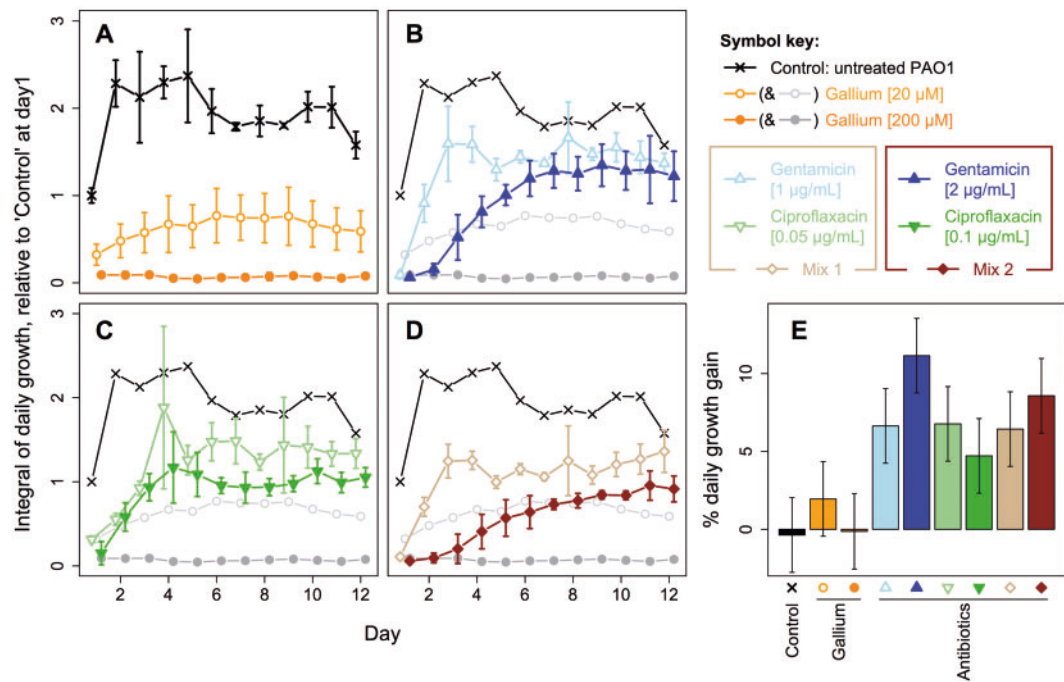 Integral of daily growth, relative to 'Control' at day1
A
3
2
1
0
B
C
3
2
1
0
2 4 6 8 10 12
D
2 4 6 8 10 12
Day
Symbol key:
Control: untreated PAO1
(& ) Gallium [20 µM]
(& ) Gallium [200 µM]
Gentamicin
[1 µg/mL]
Ciproflaxacin
[0.05 µg/mL]
Mix 1
Gentamicin
[2 µg/mL]
Ciproflaxacin
[0.1 µg/mL]
Mix 2
E
% daily growth gain
10
5
0
Control
Gallium
Antibiotics